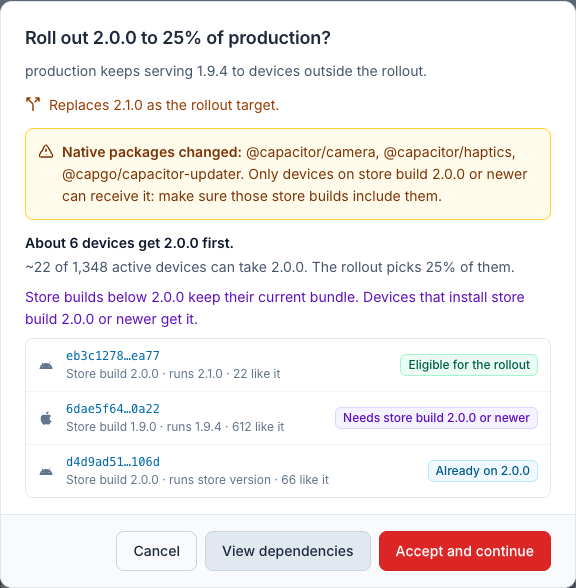 Roll out 2.0.0 to 25% of production?
production keeps serving 1.9.4 to devices outside the rollout.
Replaces 2.1.0 as the rollout target.
Native packages changed: @capacitor/camera, @capacitor/haptics,
@capgo/capacitor-updater. Only devices on store build 2.0.0 or newer
can receive it: make sure those store builds include them.
About 6 devices get 2.0.0 first.
~22 of 1,348 active devices can take 2.0.0. The rollout picks 25% of them.
Store builds below 2.0.0 keep their current bundle. Devices that install store
build 2.0.0 or newer get it.
eb3c1278…ea77
Store build 2.0.0 · runs 2.1.0 · 22 like it
Eligible for the rollout
6dae5f64…0a22
Store build 1.9.0 · runs 1.9.4 · 612 like it
Needs store build 2.0.0 or newer
d4d9ad51…106d
Store build 2.0.0 · runs store version · 66 like it
Already on 2.0.0
Cancel
View dependencies
Accept and continue